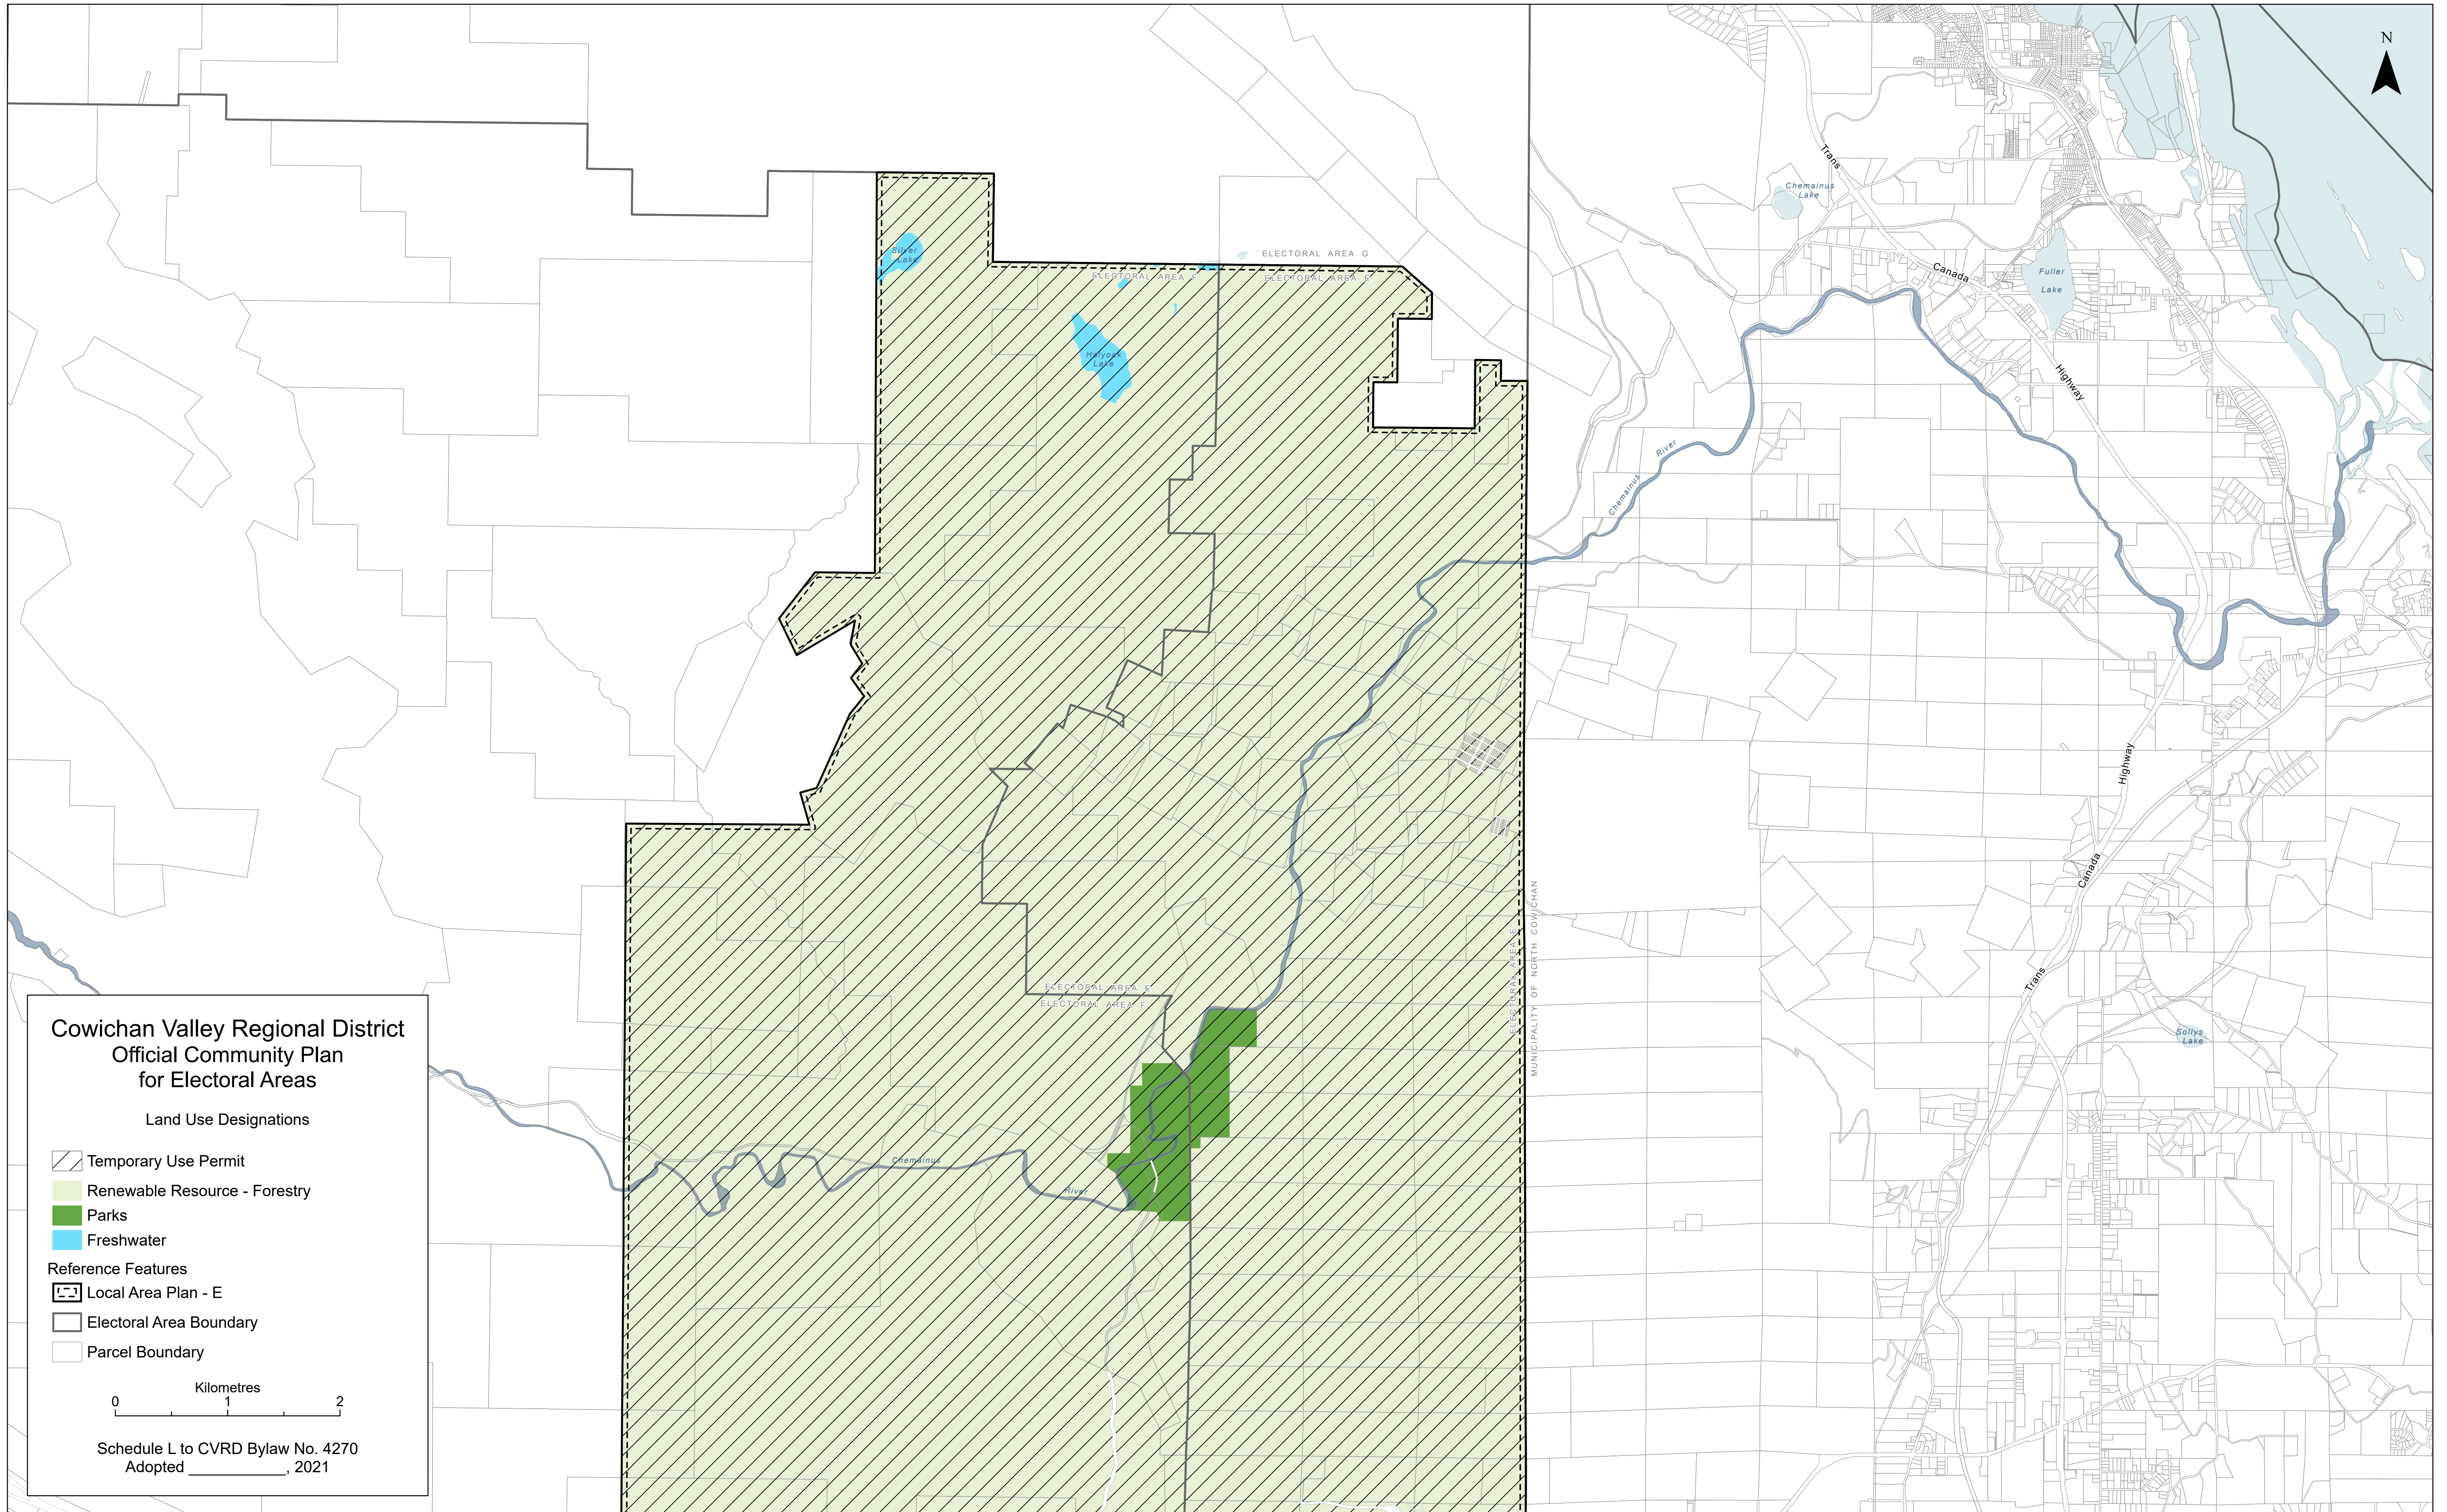 N
Trans
Chemainus
Lake
Silver
Lake
ELECTORAL AREA G
ELECTORAL AREA F
ELECTORAL AREA E
Canada
Fuller
Lake
Holyoak
Lake
Highway
River
Chemainus
Highway
Canada
ELECTORAL AREA E
MUNICIPALITY OF NORTH COWICHAN
Trans
ELECTORAL AREA E
ELECTORAL AREA F
Sollys
Lake
Chemainus
River
Cowichan Valley Regional District
Official Community Plan
for Electoral Areas
Land Use Designations
Temporary Use Permit
Renewable Resource - Forestry
Parks
Freshwater
Reference Features
Local Area Plan - E
Electoral Area Boundary
Parcel Boundary
Kilometres
0 1 2
Schedule L to CVRD Bylaw No. 4270
Adopted ____________, 2021